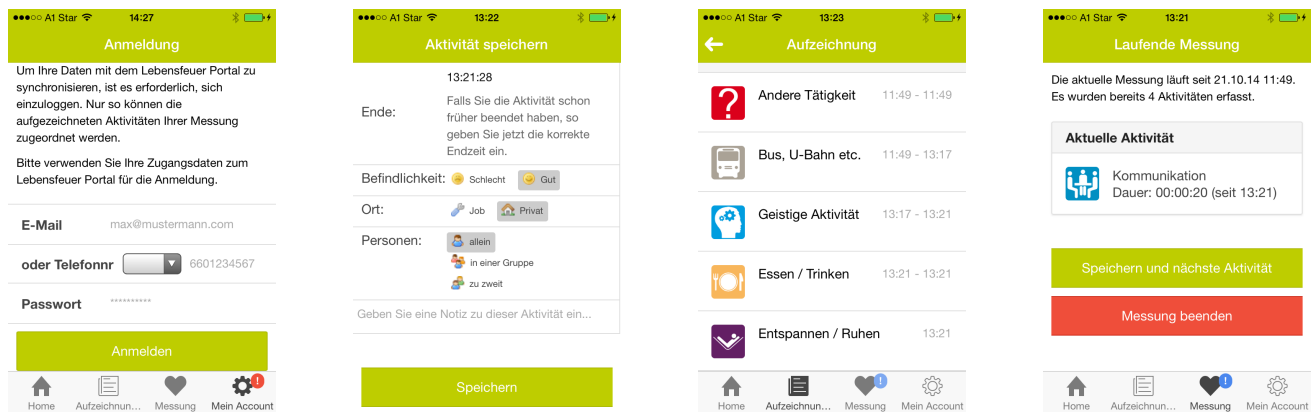 ●●●○○ A1 Star 14:27
Anmeldung
Um Ihre Daten mit dem Lebensfeuer Portal zu
synchronisieren, ist es erforderlich, sich
einzuloggen. Nur so können die
aufgezeichneten Aktivitäten Ihrer Messung
zugeordnet werden.
Bitte verwenden Sie Ihre Zugangsdaten zum
Lebensfeuer Portal für die Anmeldung.
E-Mail max@mustermann.com
oder Telefonnr 6601234567
Passwort **********
Anmelden
Home Aufzeichnun... Messung Mein Account
●●●○○ A1 Star 13:22
Aktivität speichern
13:21:28
Ende:
Falls Sie die Aktivität schon
früher beendet haben, so
geben Sie jetzt die korrekte
Endzeit ein.
Befindlichkeit: Schlecht Gut
Ort: Job Privat
Personen: allein
in einer Gruppe
zu zweit
Geben Sie eine Notiz zu dieser Aktivität ein...
Speichern
●●●○○ A1 Star 13:23
Aufzeichnung
Andere Tätigkeit 11:49 - 11:49
Bus, U-Bahn etc. 11:49 - 13:17
Geistige Aktivität 13:17 - 13:21
Essen / Trinken 13:21 - 13:21
Entspannen / Ruhen 13:21
Home Aufzeichnun... Messung Mein Account
●●●○○ A1 Star 13:21
Laufende Messung
Die aktuelle Messung läuft seit 21.10.14 11:49.
Es wurden bereits 4 Aktivitäten erfasst.
Aktuelle Aktivität
Kommunikation
Dauer: 00:00:20 (seit 13:21)
Speichern und nächste Aktivität
Messung beenden
Home Aufzeichnun... Messung Mein Account